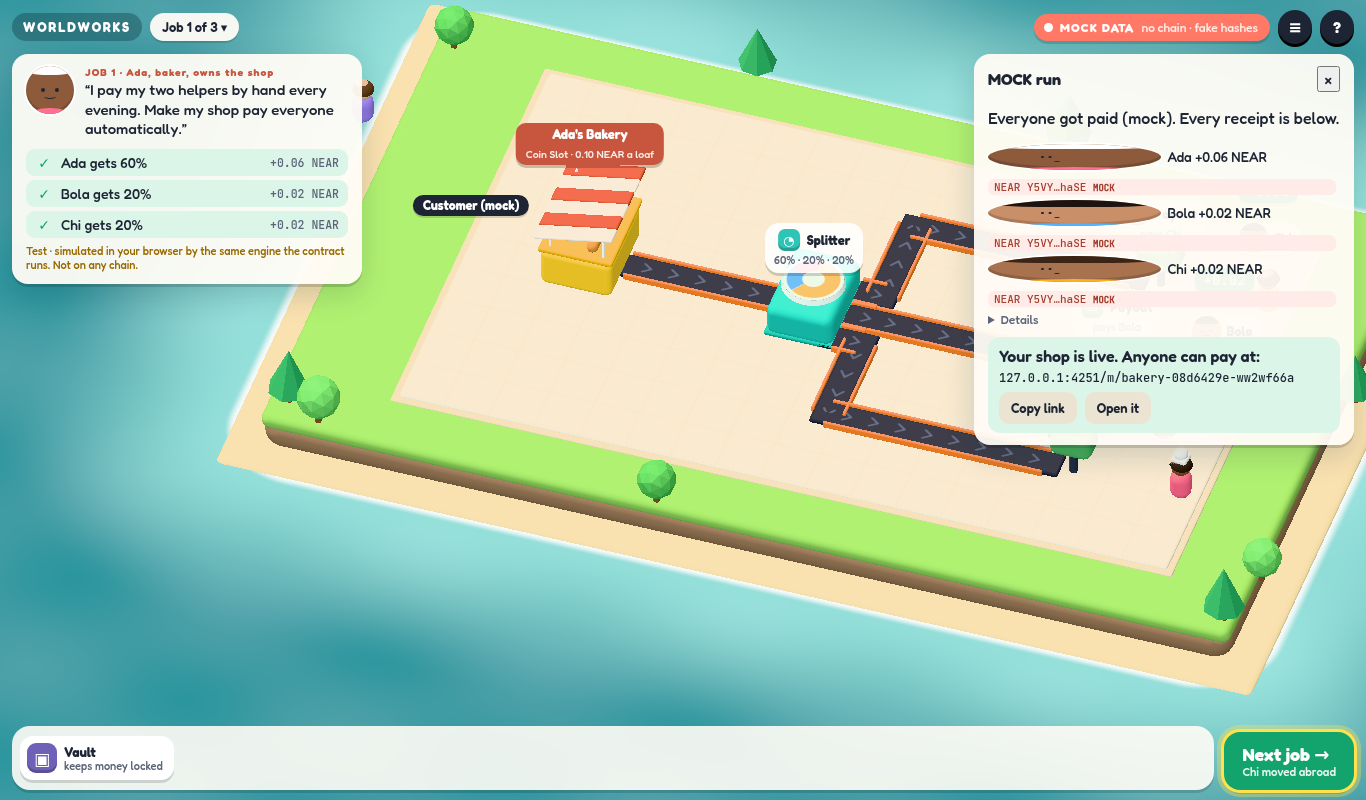 WORLDWORKS
Job 1 of 3 ▾
MOCK DATA no chain · fake hashes
≡
?
JOB 1 · Ada, baker, owns the shop
“I pay my two helpers by hand every
evening. Make my shop pay everyone
automatically.”
✓ Ada gets 60% +0.06 NEAR
✓ Bola gets 20% +0.02 NEAR
✓ Chi gets 20% +0.02 NEAR
Test · simulated in your browser by the same engine the contract
runs. Not on any chain.
Ada's Bakery
Coin Slot · 0.10 NEAR a loaf
Customer (mock)
Splitter
60% · 20% · 20%
MOCK run
×
Everyone got paid (mock). Every receipt is below.
Ada +0.06 NEAR
NEAR Y5VY…haSE MOCK
Bola +0.02 NEAR
NEAR Y5VY…haSE MOCK
Chi +0.02 NEAR
NEAR Y5VY…haSE MOCK
▶ Details
Payout
pays Bola
Bola
Your shop is live. Anyone can pay at:
127.0.0.1:4251/m/bakery-08d6429e-ww2wf66a
Copy link
Open it
Vault
keeps money locked
Next job →
Chi moved abroad